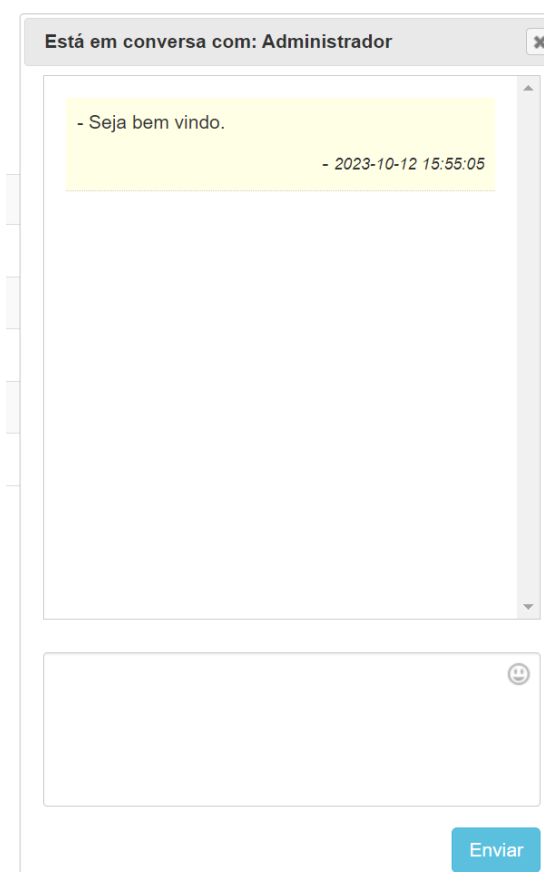 Está em conversa com: Administrador
- Seja bem vindo.
- 2023-10-12 15:55:05
Enviar